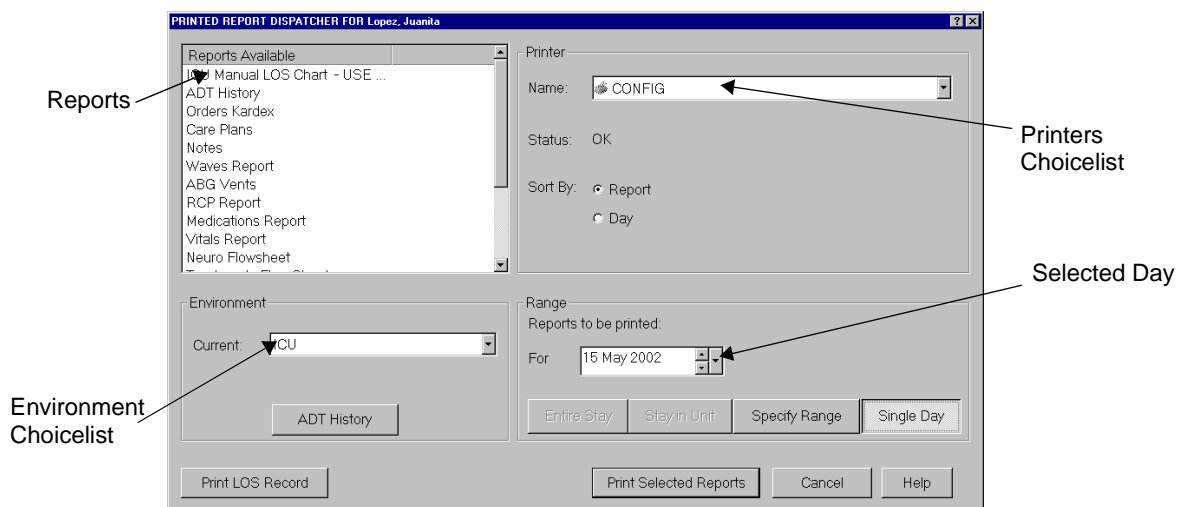 PRINTED REPORT DISPATCHER FOR Lopez, Juanita
Reports Available
ICU Manual LOS Chart - USE ...
ADT History
Orders Kardex
Care Plans
Notes
Waves Report
ABG Vents
RCP Report
Medications Report
Vitals Report
Neuro Flowsheet
Reports
Printer
Name: CONFIG
Status: OK
Sort By: Report
Day
Printers
Choicelist
Environment
Current: ICU
ADT History
Environment
Choicelist
Range
Reports to be printed:
For 15 May 2002
Entire Stay Stay in Unit Specify Range Single Day
Selected Day
Print LOS Record Print Selected Reports Cancel Help